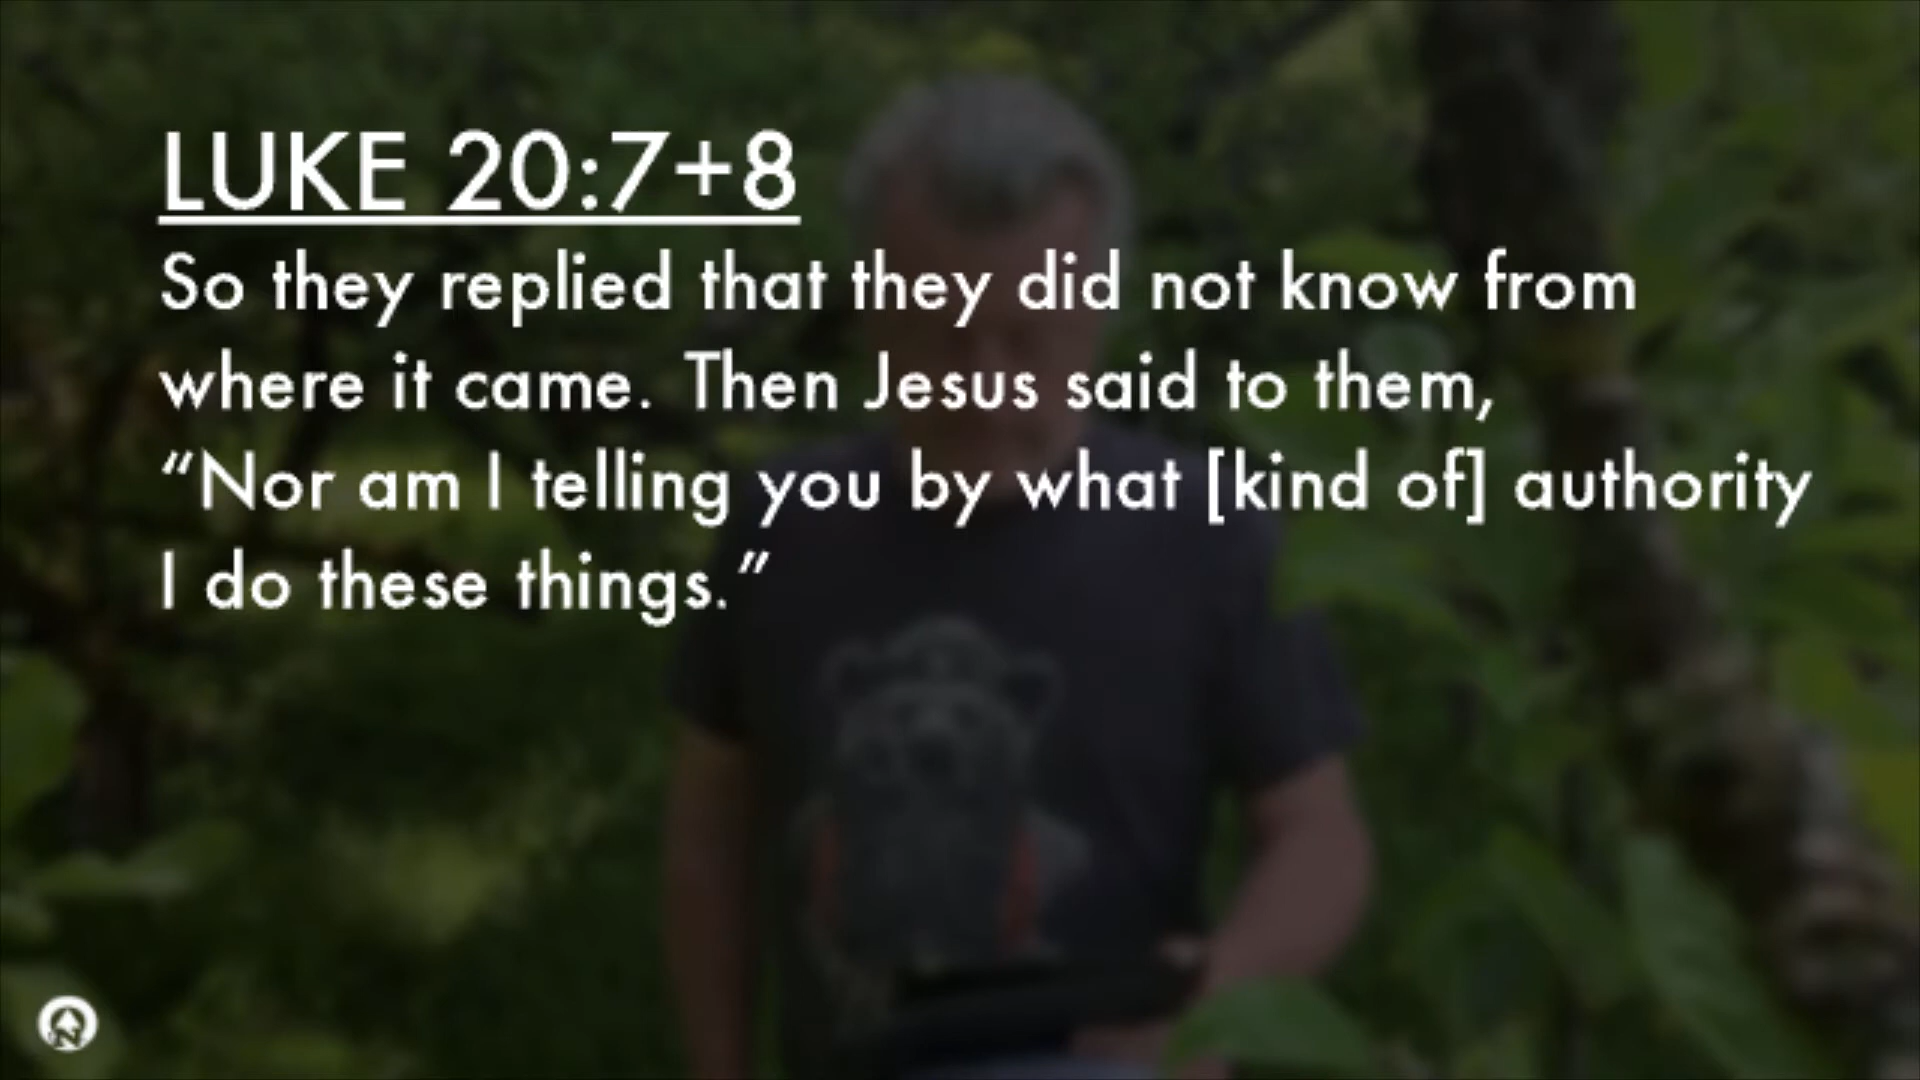 LUKE 20:7+8
So they replied that they did not know from
where it came. Then Jesus said to them,
“Nor am I telling you by what [kind of] authority
I do these things.”
N